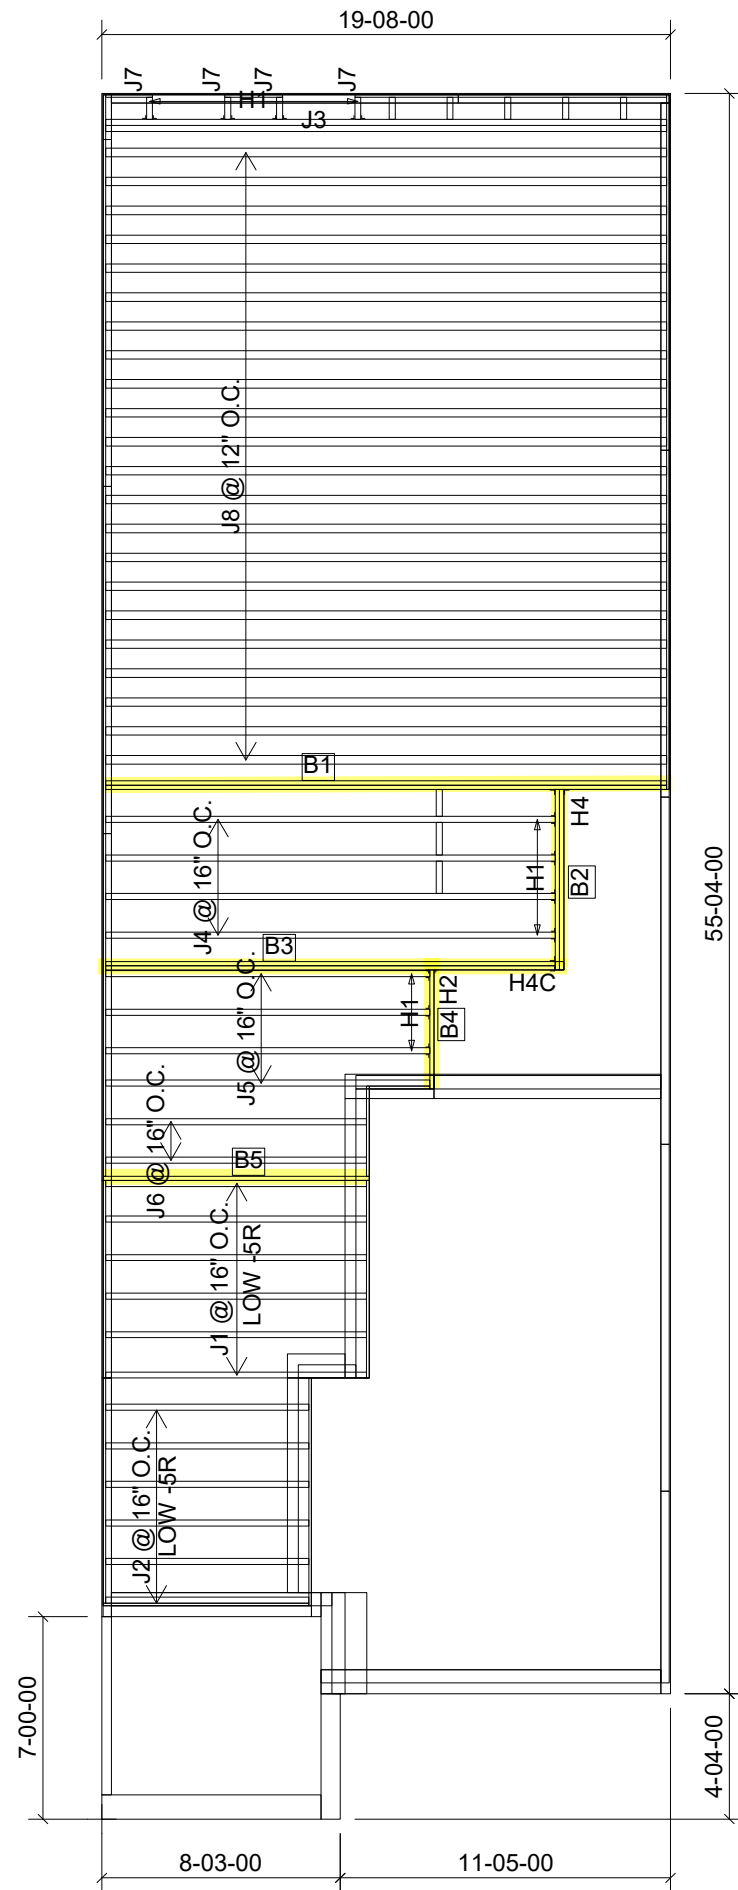 19-08-00
J7
J7
J7
J7
H1
J3
J8 @ 12" O.C.
B1
H4
J4 @ 16" O.C.
H1
B2
55-04-00
B3
H4C
J5 @ 16" O.C.
H1
H2
B4
J6 @ 16" O.C.
B5
J1 @ 16" O.C.
LOW -5R
J2 @ 16" O.C.
LOW -5R
7-00-00
4-04-00
8-03-00
11-05-00